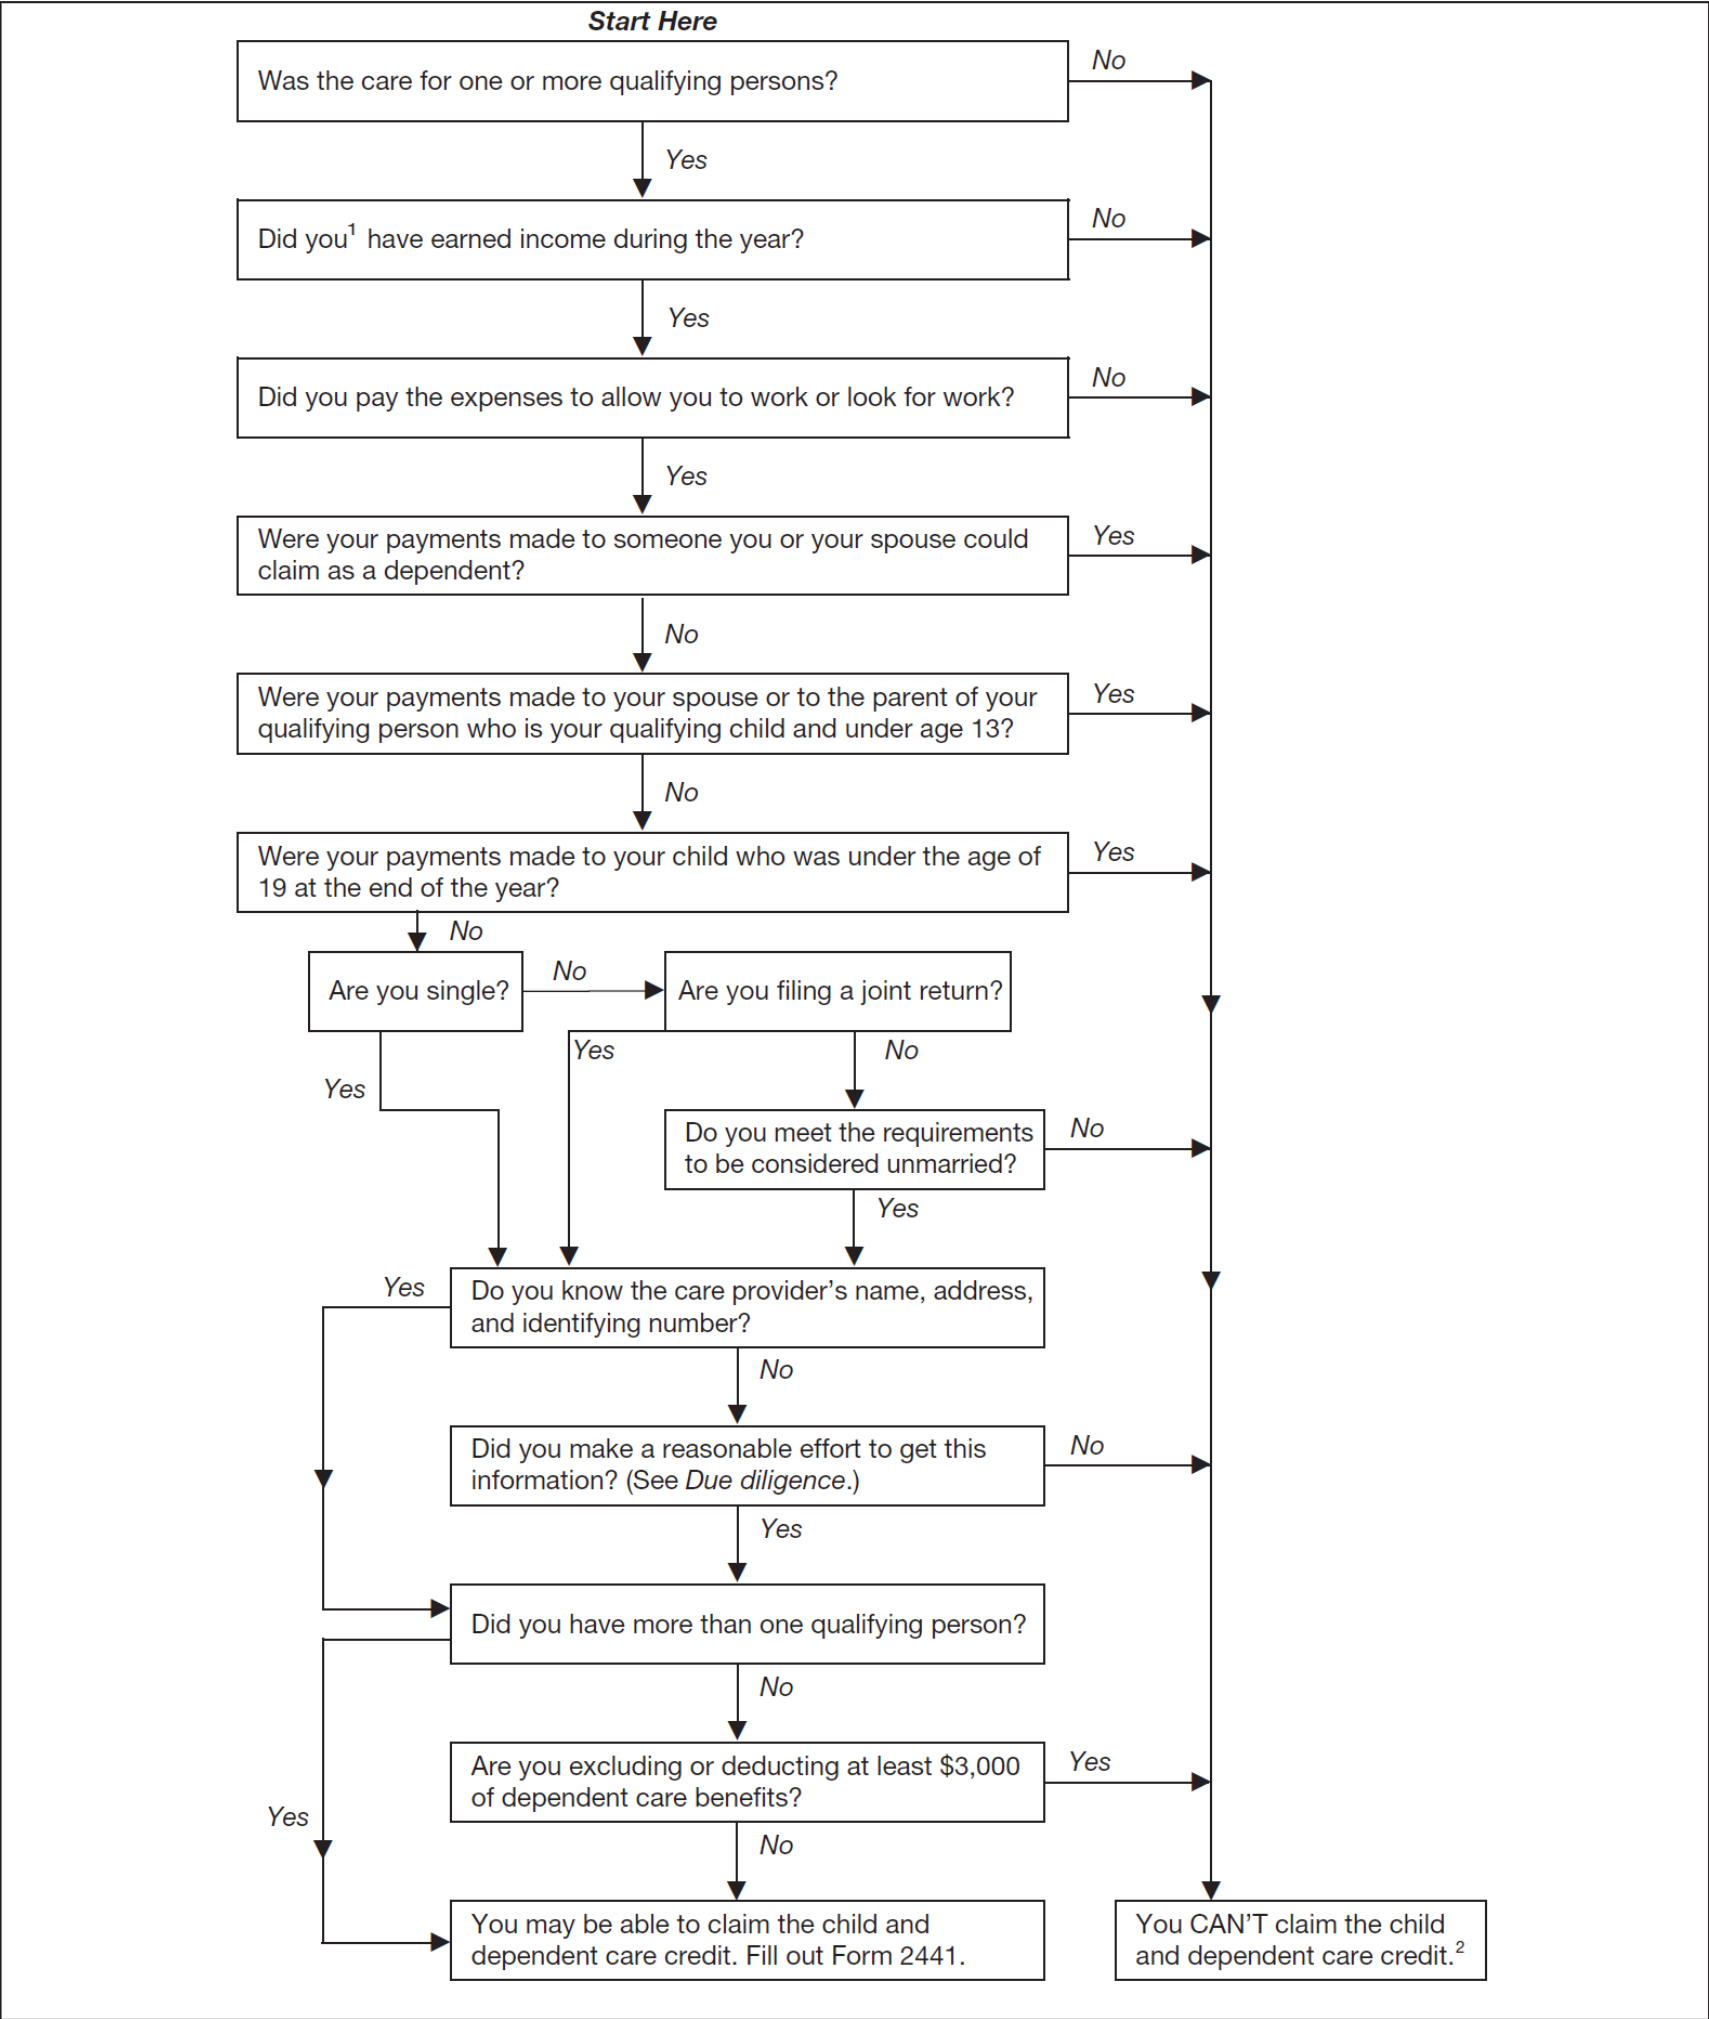 Start Here
Was the care for one or more qualifying persons?
No
Yes
Did you¹ have earned income during the year?
No
Yes
Did you pay the expenses to allow you to work or look for work?
No
Yes
Were your payments made to someone you or your spouse could
claim as a dependent?
Yes
No
Were your payments made to your spouse or to the parent of your
qualifying person who is your qualifying child and under age 13?
Yes
No
Were your payments made to your child who was under the age of
19 at the end of the year?
Yes
No
Are you single?
No
Are you filing a joint return?
Yes
Yes
No
Do you meet the requirements
to be considered unmarried?
No
Yes
Do you know the care provider’s name, address,
and identifying number?
Yes
No
Did you make a reasonable effort to get this
information? (See Due diligence.)
No
Yes
Did you have more than one qualifying person?
No
Yes
Are you excluding or deducting at least $3,000
of dependent care benefits?
Yes
No
You may be able to claim the child and
dependent care credit. Fill out Form 2441.
You CAN’T claim the child
and dependent care credit.²